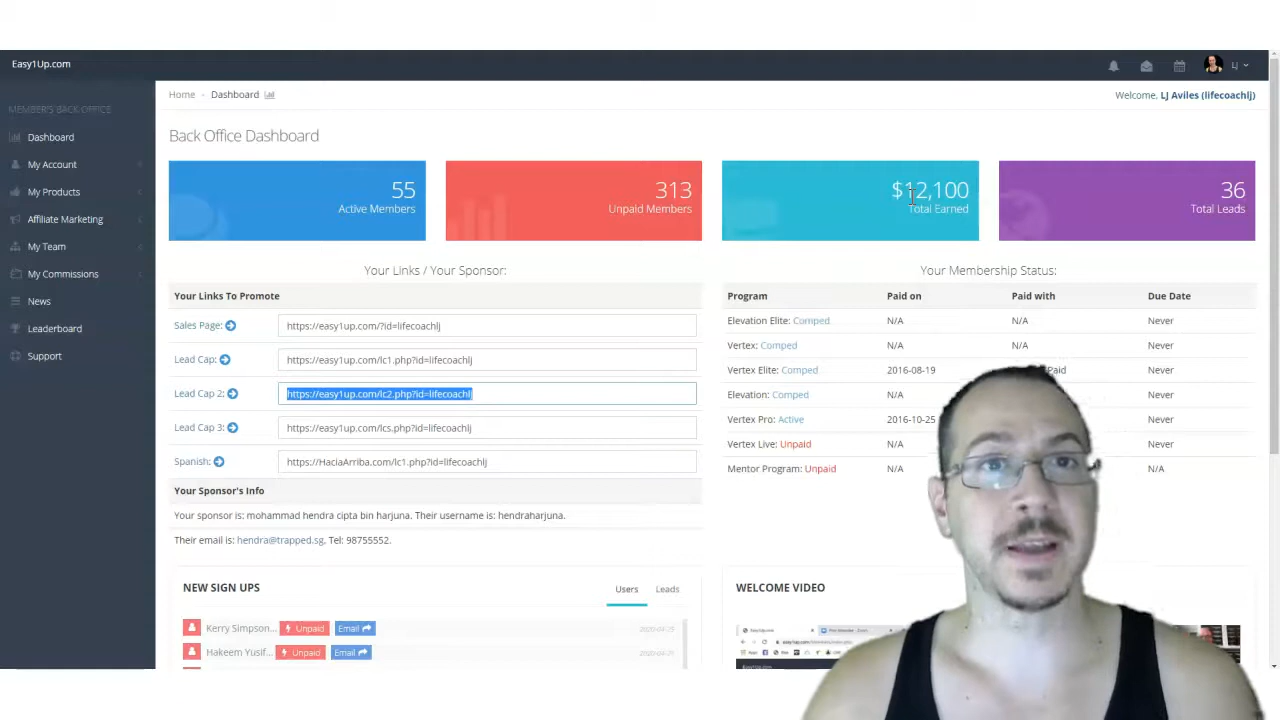 Easy1Up.com
LJ
MEMBER'S BACK OFFICE
Home - Dashboard
Welcome, LJ Aviles (lifecoachlj)
Dashboard
My Account
My Products
Affiliate Marketing
My Team
My Commissions
News
Leaderboard
Support
Back Office Dashboard
55
Active Members
313
Unpaid Members
$12,100
Total Earned
36
Total Leads
Your Links / Your Sponsor:
Your Links To Promote
Sales Page: https://easy1up.com/?id=lifecoachlj
Lead Cap: https://easy1up.com/lc1.php?id=lifecoachlj
Lead Cap 2: https://easy1up.com/lc2.php?id=lifecoachlj
Lead Cap 3: https://easy1up.com/lcs.php?id=lifecoachlj
Spanish: https://HaciaArriba.com/lc1.php?id=lifecoachlj
Your Sponsor's Info
Your sponsor is: mohammad hendra cipta bin harjuna. Their username is: hendraharjuna.
Their email is: hendra@trapped.sg, Tel: 98755552.
Your Membership Status:
Program Paid on Paid with Due Date
Elevation Elite: Comped N/A N/A Never
Vertex: Comped N/A N/A Never
Vertex Elite: Comped 2016-08-19 Paid Never
Elevation: Comped N/A Never
Vertex Pro: Active 2016-10-25 Never
Vertex Live: Unpaid N/A Never
Mentor Program: Unpaid N/A N/A
NEW SIGN UPS
Users Leads
Kerry Simpson... Unpaid Email 
Hakeem Yusif... Unpaid Email
WELCOME VIDEO